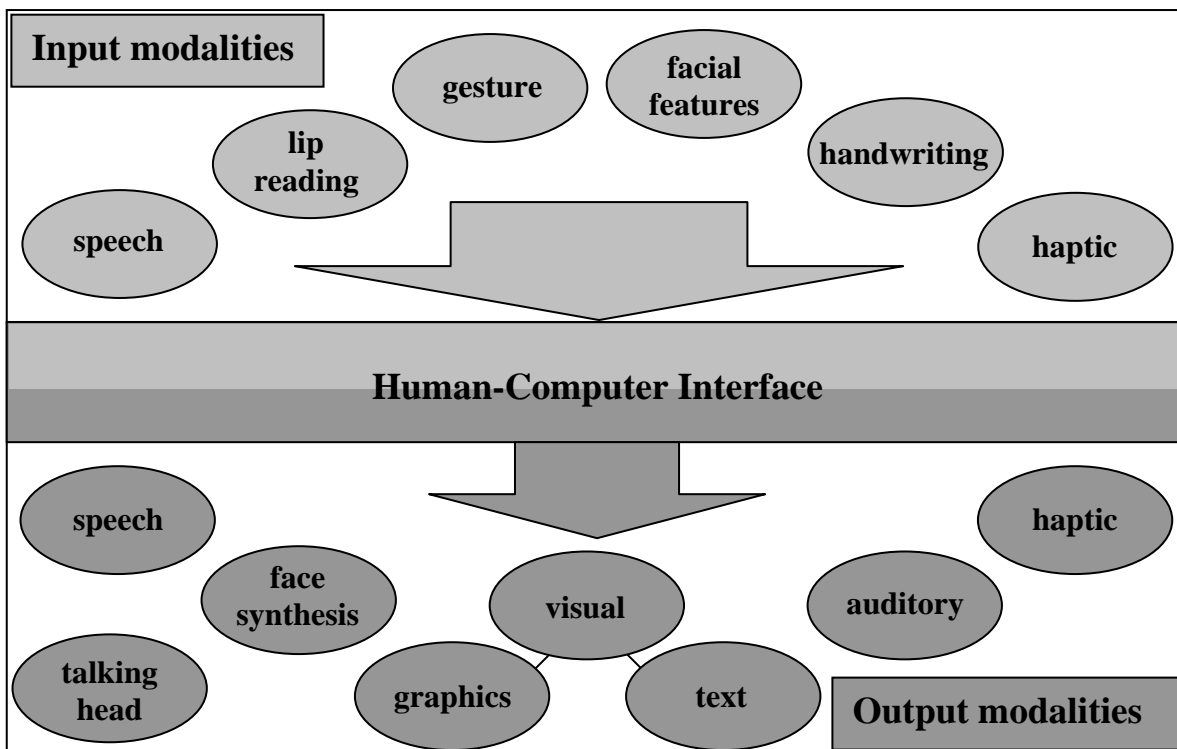 Input modalities
gesture
facial
features
lip
reading
handwriting
speech
haptic
Human-Computer Interface
speech
haptic
face
synthesis
visual
auditory
talking
head
graphics
text
Output modalities